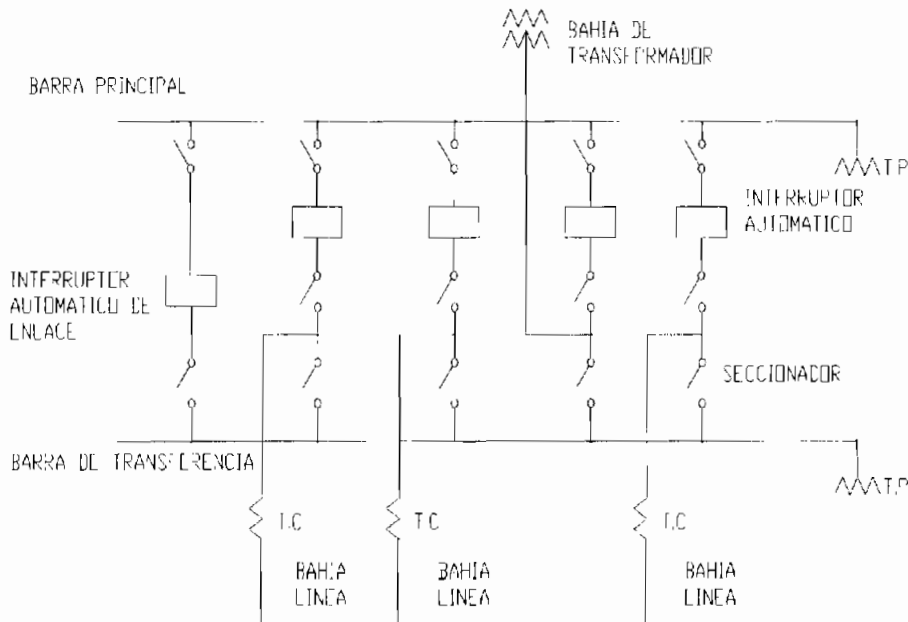 BAHIA DE
TRANSFORMADOR
BARRA PRINCIPAL
T.P
INTERRUPTOR
AUTOMATICO
INTERRUPTER
AUTOMATICO DE
ENLACE
SECCIONADOR
BARRA DE TRANSFERENCIA
T.P
T.C
T.C
T.C
BAHIA
LINEA
BAHIA
LINEA
BAHIA
LINEA